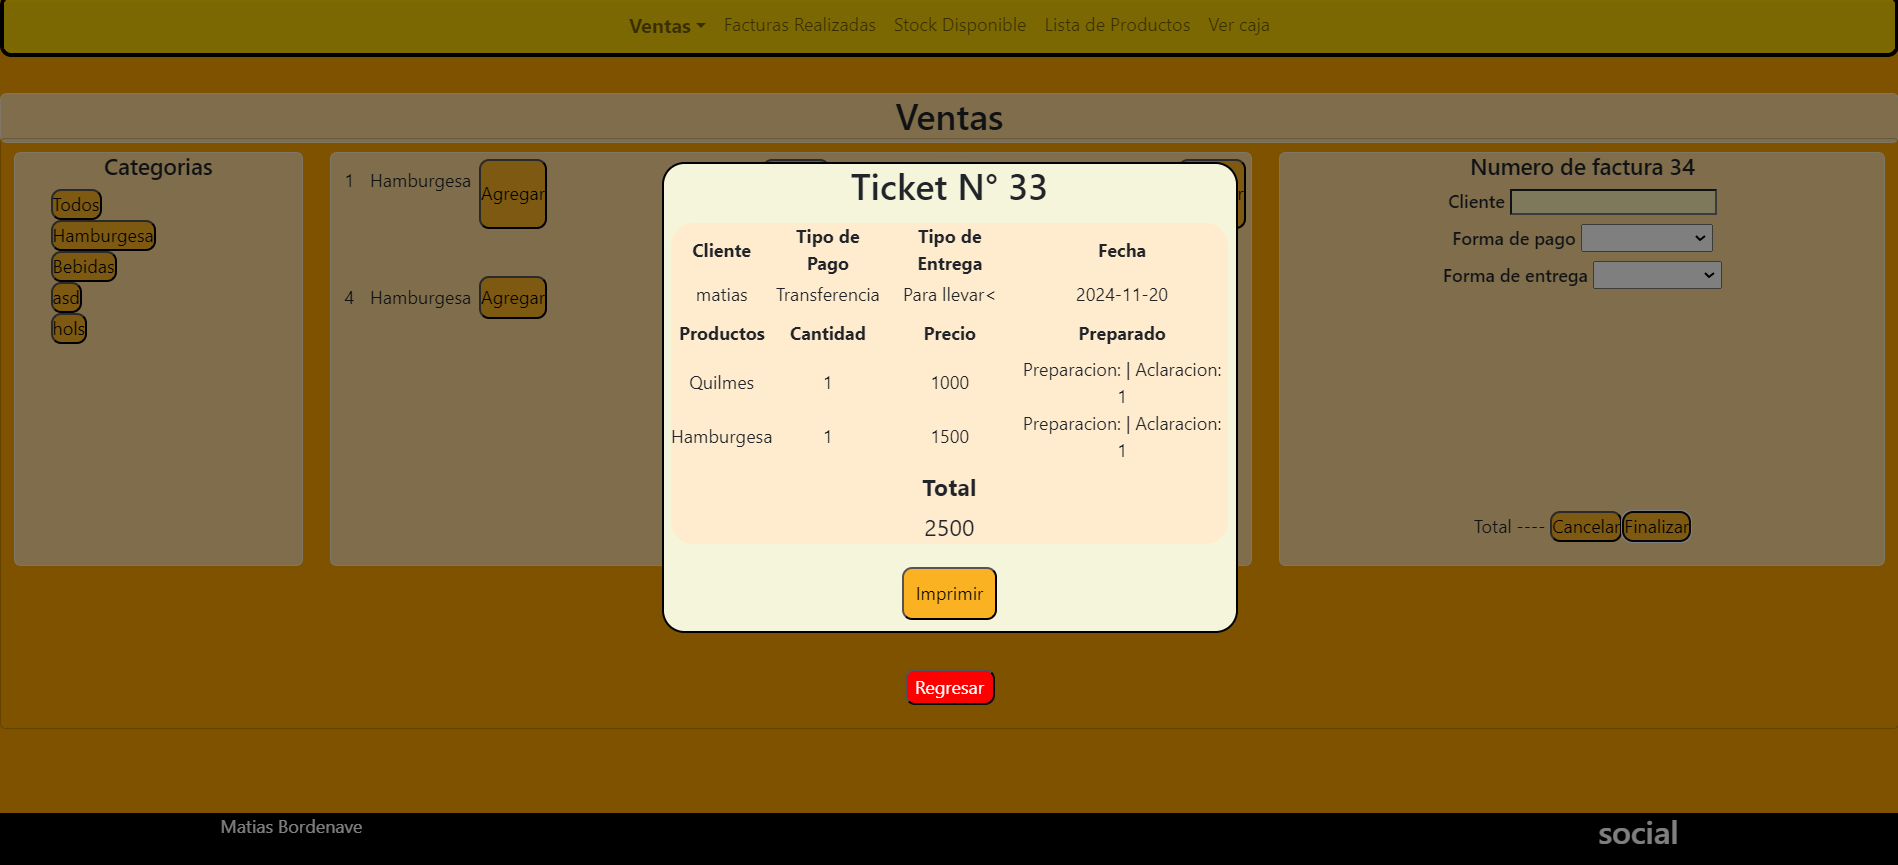 Ventas Facturas Realizadas Stock Disponible Lista de Productos Ver caja
Ventas
Categorias
Todos
Hamburgesa
Bebidas
asd
hols
1 Hamburgesa Agregar
4 Hamburgesa Agregar
r
Ticket N° 33
Cliente Tipo de Pago Tipo de Entrega Fecha
matias Transferencia Para llevar< 2024-11-20
Productos Cantidad Precio Preparado
Quilmes 1 1000 Preparacion: | Aclaracion: 1
Hamburgesa 1 1500 Preparacion: | Aclaracion: 1
Total
2500
Imprimir
Regresar
Numero de factura 34
Cliente
Forma de pago
Forma de entrega
Total ---- Cancelar Finalizar
Matias Bordenave
social